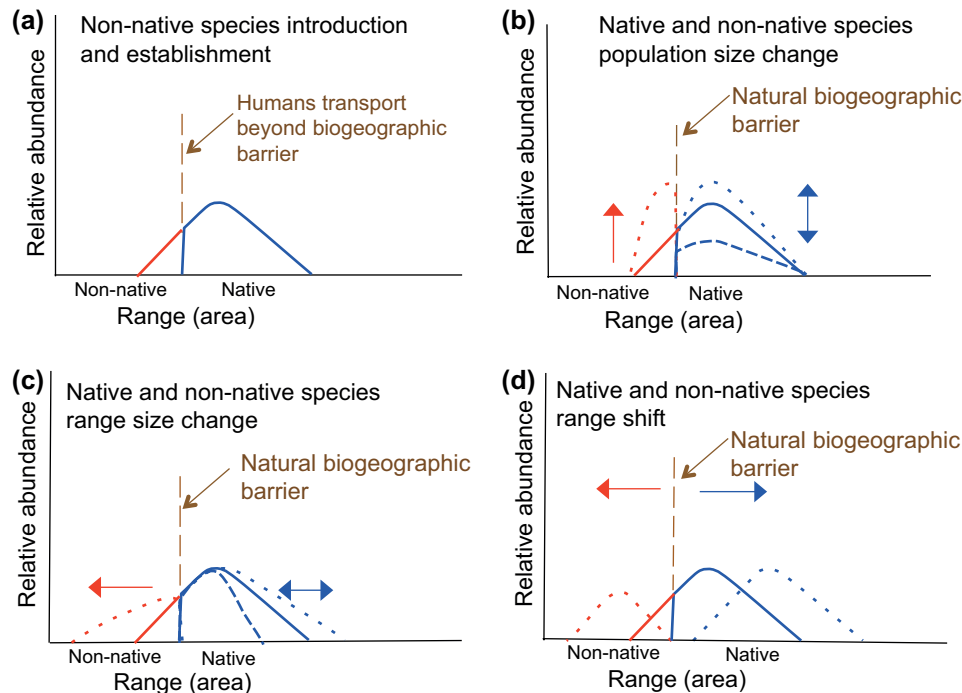 (a)
Non-native species introduction
and establishment
Humans transport
beyond biogeographic
barrier
Relative abundance
Non-native
Native
Range (area)
(b)
Native and non-native species
population size change
Natural biogeographic
barrier
Relative abundance
Non-native
Native
Range (area)
(c)
Native and non-native species
range size change
Natural biogeographic
barrier
Relative abundance
Non-native
Native
Range (area)
(d)
Native and non-native species
range shift
Natural biogeographic
barrier
Relative abundance
Non-native
Native
Range (area)